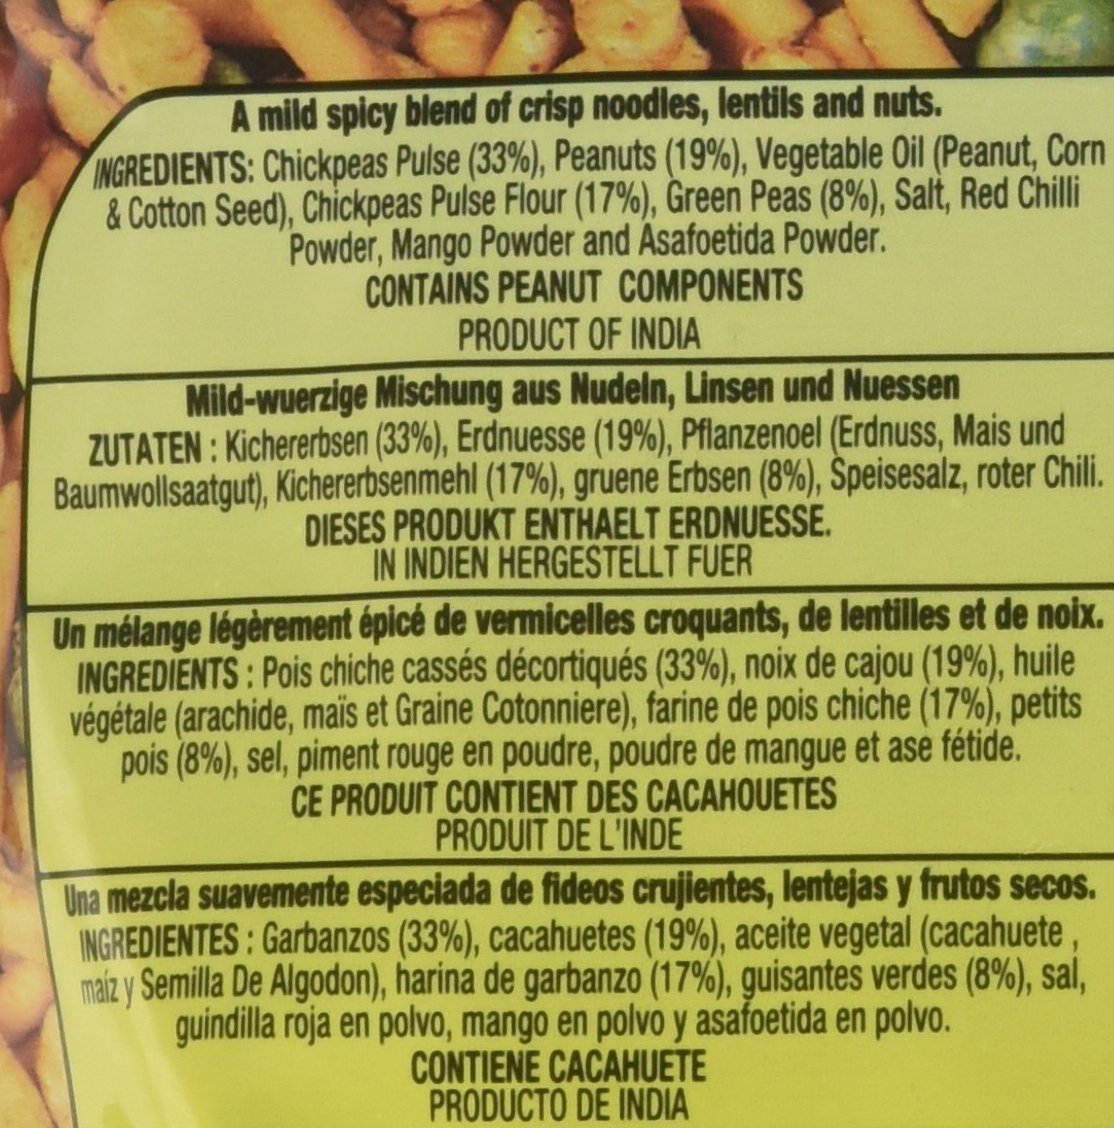 A mild spicy blend of crisp noodles, lentils and nuts.
INGREDIENTS: Chickpeas Pulse (33%), Peanuts (19%), Vegetable Oil (Peanut, Corn
& Cotton Seed), Chickpeas Pulse Flour (17%), Green Peas (8%), Salt, Red Chilli
Powder, Mango Powder and Asafoetida Powder.
CONTAINS PEANUT COMPONENTS
PRODUCT OF INDIA
Mild-wuerzige Mischung aus Nudeln, Linsen und Nuessen
ZUTATEN : Kichererbsen (33%), Erdnuesse (19%), Pflanzenoel (Erdnuss, Mais und
Baumwollsaatgut), Kichererbsenmehl (17%), gruene Erbsen (8%), Speisesalz, roter Chili.
DIESES PRODUKT ENTHAELT ERDNUESSE.
IN INDIEN HERGESTELLT FUER
Un mélange légèrement épicé de vermicelles croquants, de lentilles et de noix.
INGREDIENTS : Pois chiche cassés décortiqués (33%), noix de cajou (19%), huile
végétale (arachide, maïs et Graine Cotonniere), farine de pois chiche (17%), petits
pois (8%), sel, piment rouge en poudre, poudre de mangue et ase fétide.
CE PRODUIT CONTIENT DES CACAHOUETES
PRODUIT DE L'INDE
Una mezcla suavemente especiada de fideos crujientes, lentejas y frutos secos.
INGREDIENTES : Garbanzos (33%), cacahuetes (19%), aceite vegetal (cacahuete ,
maíz y Semilla De Algodon), harina de garbanzo (17%), guisantes verdes (8%), sal,
guindilla roja en polvo, mango en polvo y asafoetida en polvo.
CONTIENE CACAHUETE
PRODUCTO DE INDIA